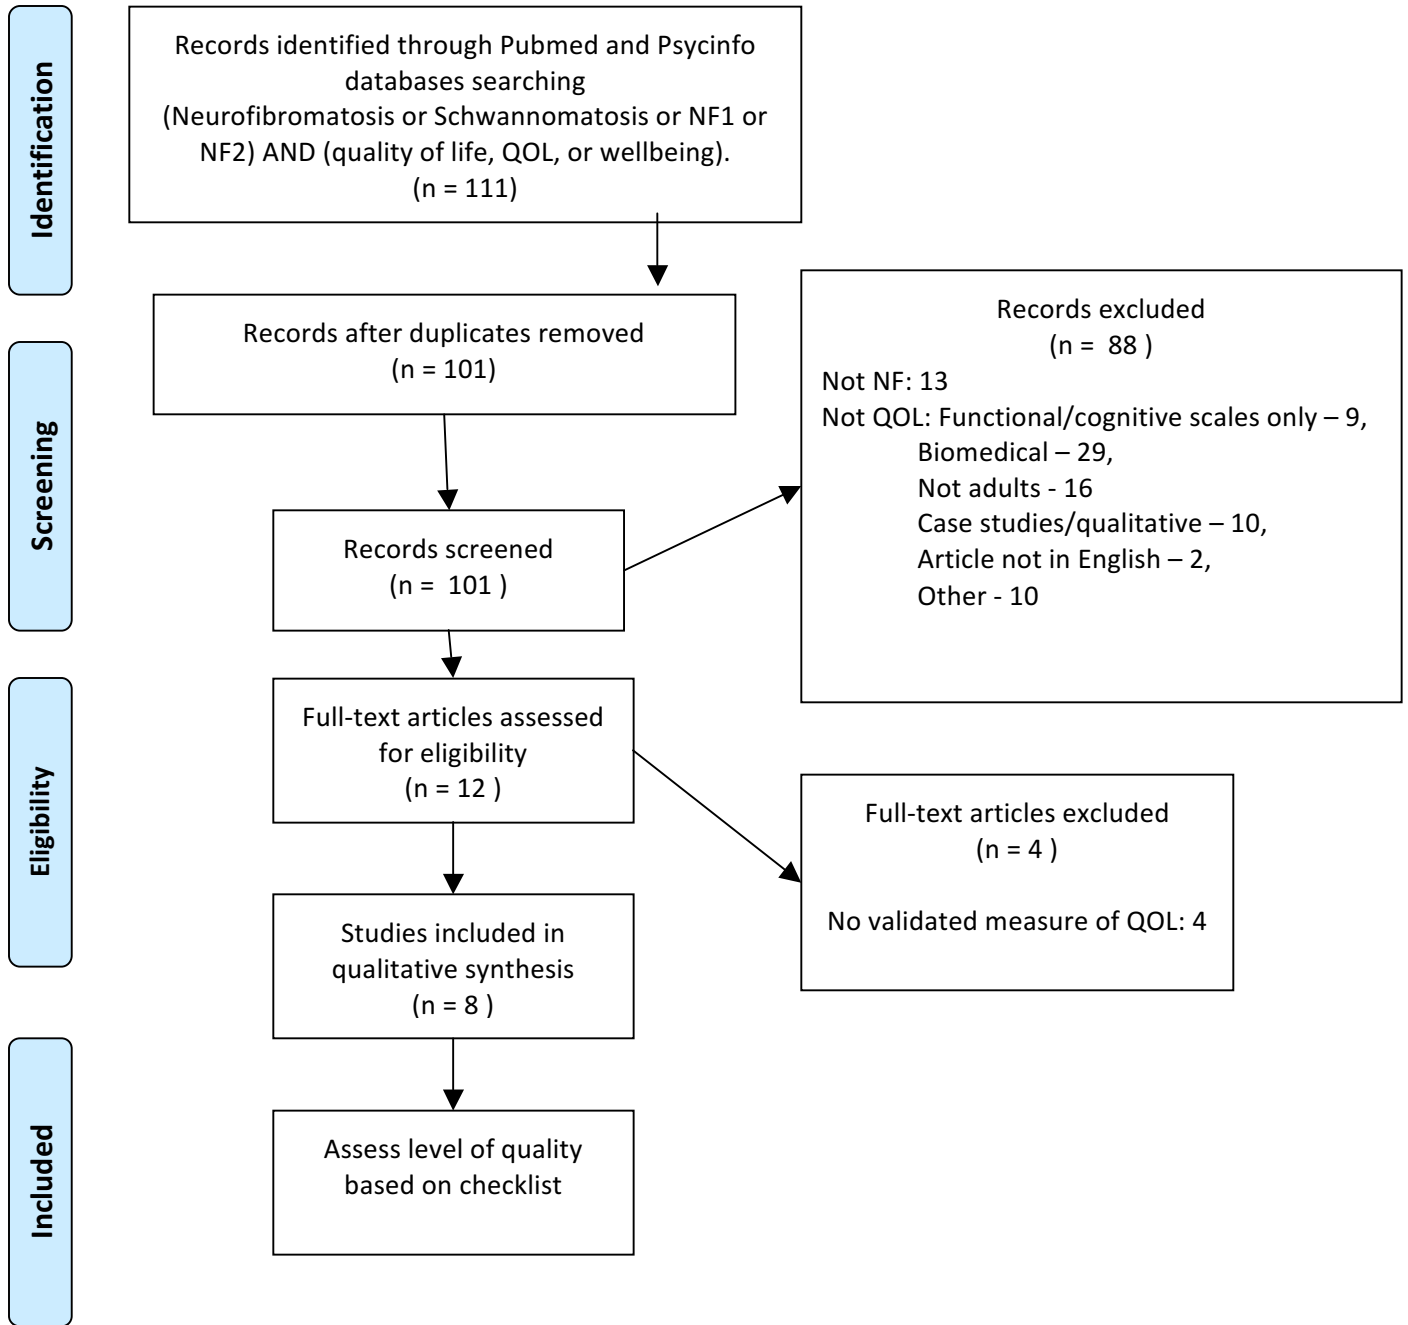 Identification
Records identified through Pubmed and Psycinfo
databases searching
(Neurofibromatosis or Schwannomatosis or NF1 or
NF2) AND (quality of life, QOL, or wellbeing).
(n = 111)
Screening
Records after duplicates removed
(n = 101)
Records excluded
(n =  88 )
Not NF: 13
Not QOL: Functional/cognitive scales only – 9,
Biomedical – 29,
Not adults - 16
Case studies/qualitative – 10,
Article not in English – 2,
Other - 10
Records screened
(n =  101 )
Eligibility
Full-text articles assessed
for eligibility
(n = 12 )
Full-text articles excluded
(n = 4 )
No validated measure of QOL: 4
Studies included in
qualitative synthesis
(n = 8 )
Included
Assess level of quality
based on checklist